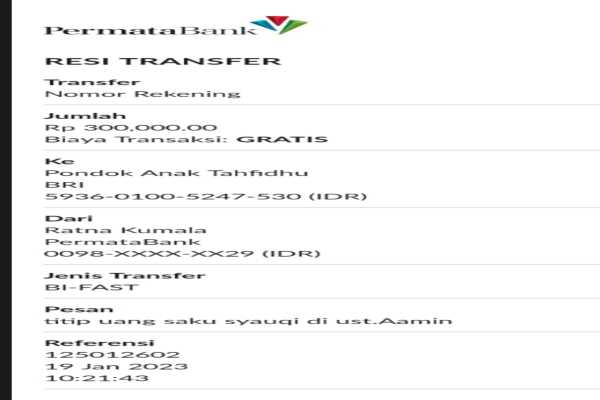 PermataBank
RESI TRANSFER
Transfer
Nomor Rekening
Jumlah
Rp 300,000.00
Biaya Transaksi: GRATIS
Ke
Pondok Anak Tahfidhu
BRI
5936-0100-5247-530 (IDR)
Dari
Ratna Kumala
PermataBank
0098-XXXX-XX29 (IDR)
Jenis Transfer
BI-FAST
Pesan
titip uang saku syauqi di ust.Aamin
Referensi
125012602
19 Jan 2023
10:21:43